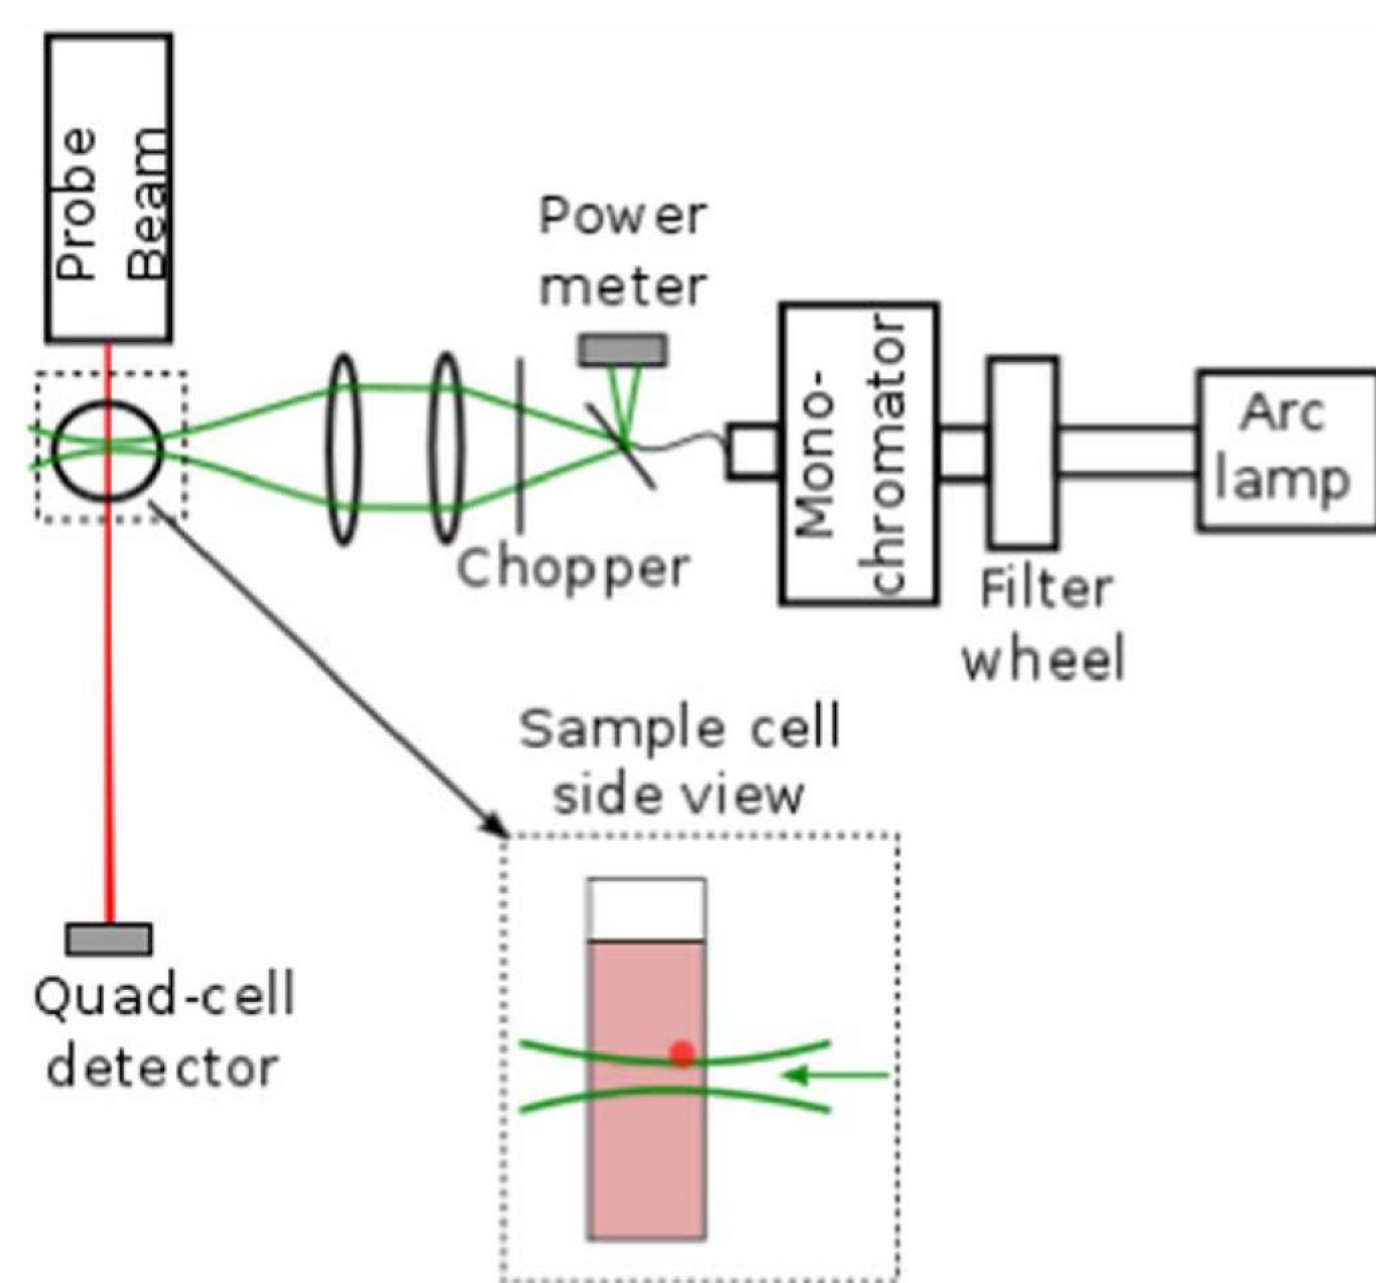 Probe
Beam
Power
meter
Mono-
chromator
Arc
lamp
Chopper
Filter
wheel
Sample cell
side view
Quad-cell
detector